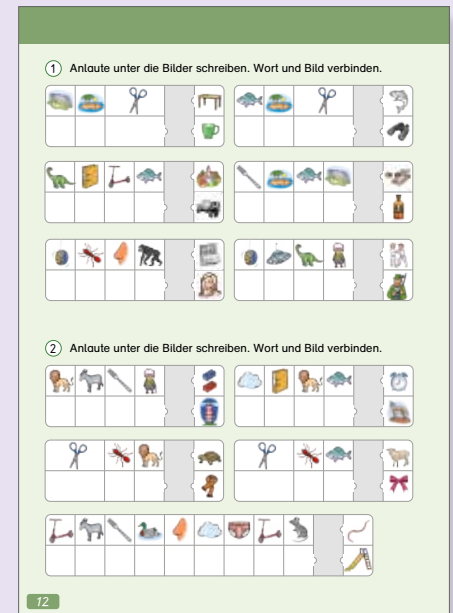 1 Anlaute unter die Bilder schreiben. Wort und Bild verbinden.
2 Anlaute unter die Bilder schreiben. Wort und Bild verbinden.
12